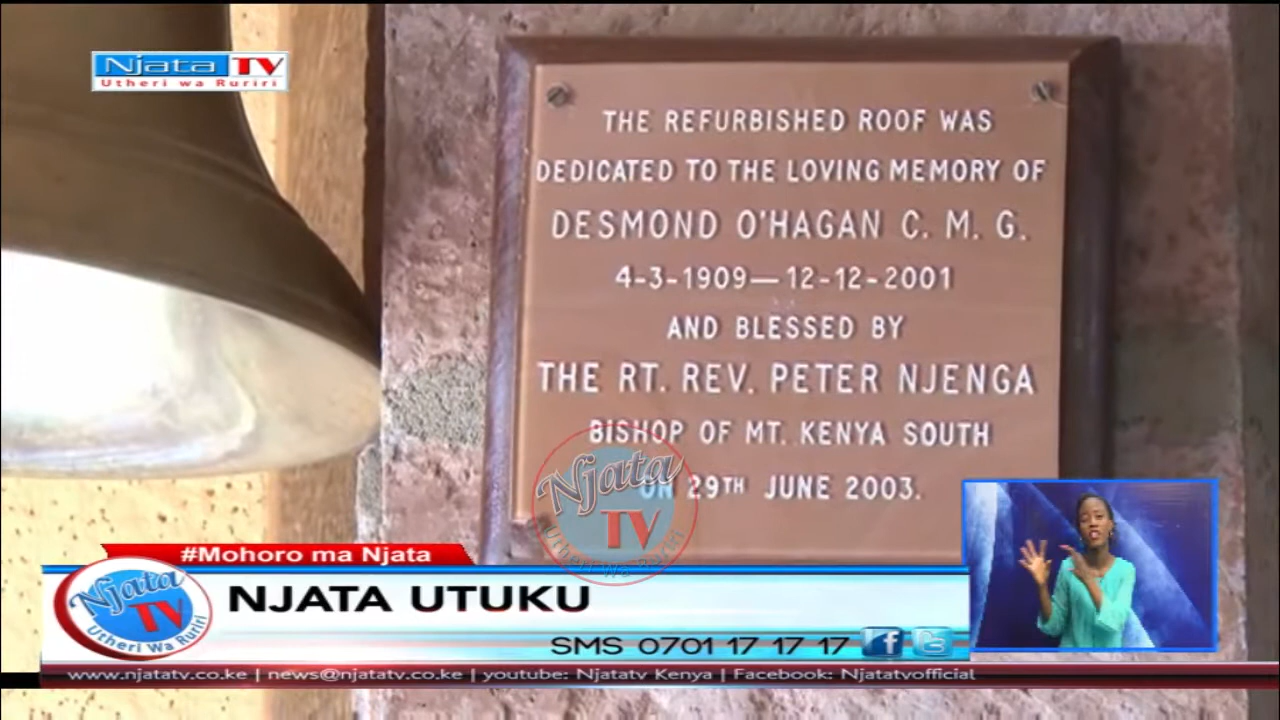 Njata TV
Utheri wa Ruriri
THE REFURBISHED ROOF WAS
DEDICATED TO THE LOVING MEMORY OF
DESMOND O'HAGAN C. M. G.
4-3-1909—12-12-2001
AND BLESSED BY
THE RT. REV. PETER NJENGA
BISHOP OF MT. KENYA SOUTH
ON 29TH JUNE 2003.
Njata
TV
Utheri Wa Ruriri
#Mohoro ma Njata
Njata
TV
Utheri Wa Ruriri
NJATA UTUKU
SMS 0701 17 17 17
www.njatatv.co.ke | news@njatatv.co.ke | youtube: Njatatv Kenya | Facebook: Njatatvofficial